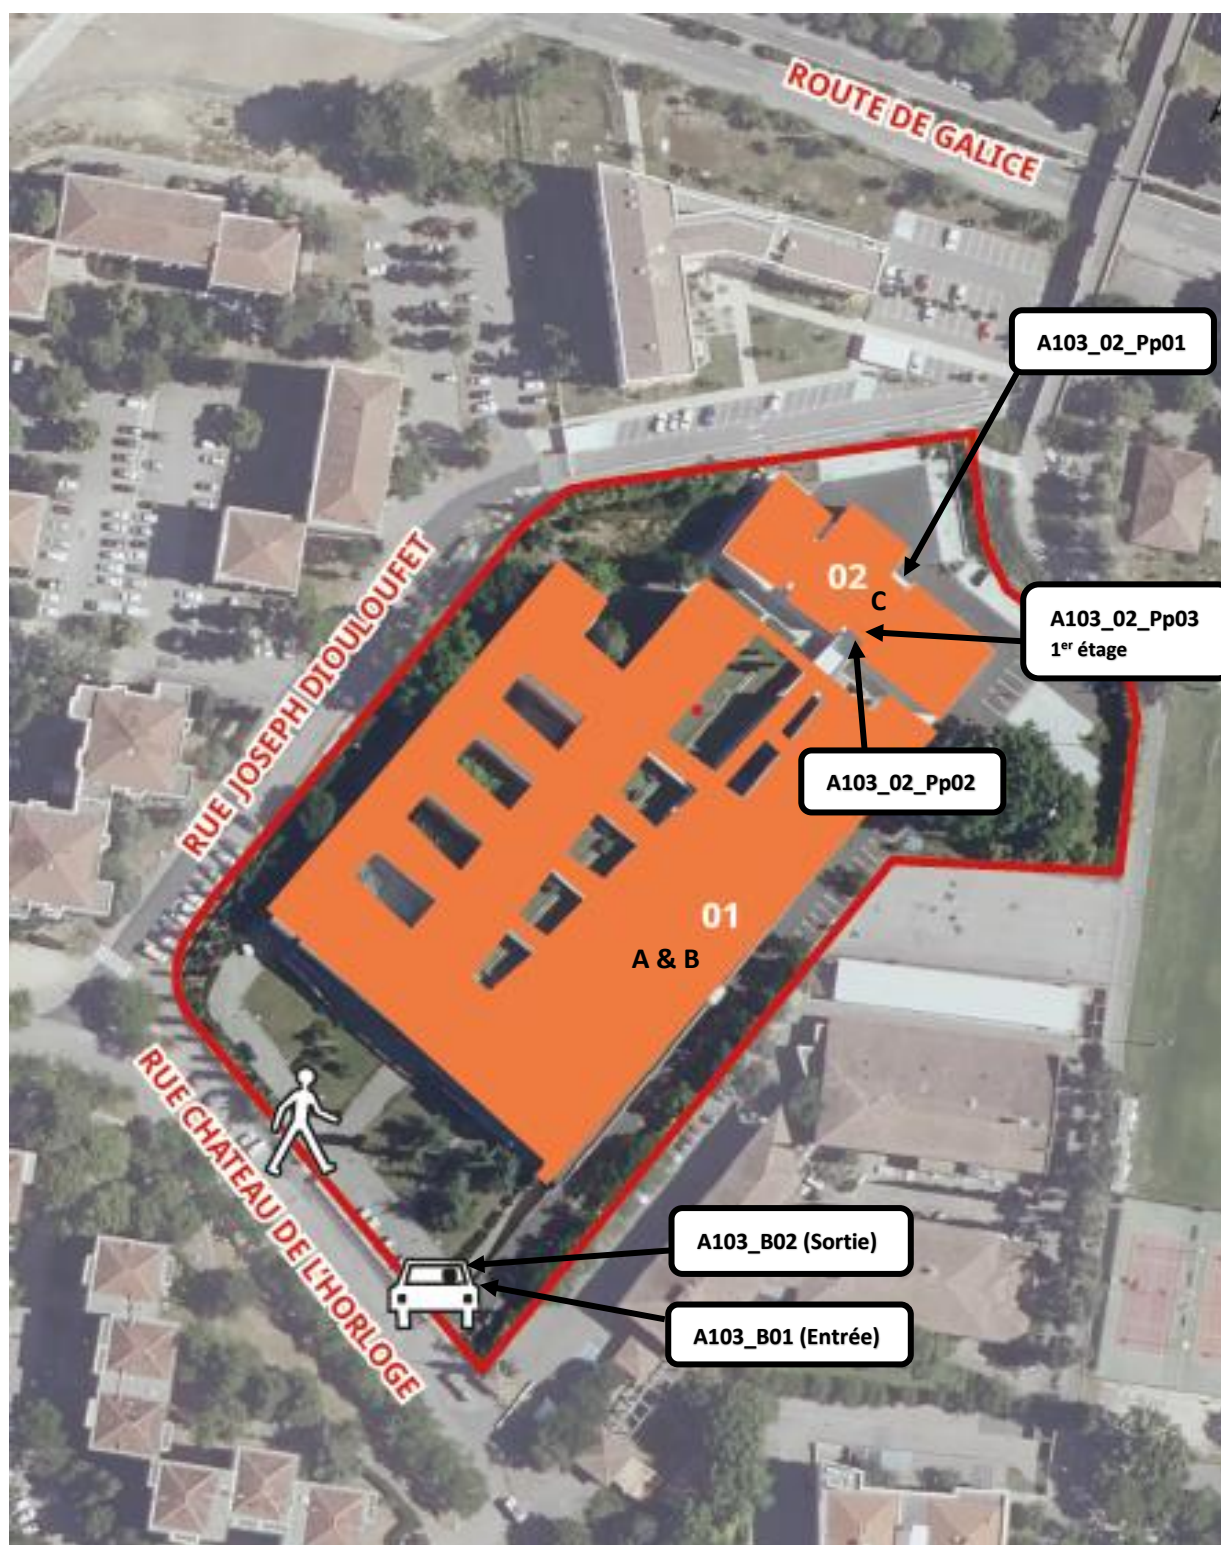 ROUTE DE GALICE
A103_02_Pp01
RUE JOSEPH DIOULOUFET
02
C
A103_02_Pp03
1er étage
A103_02_Pp02
01
A & B
RUE CHATEAU DE L'HORLOGE
A103_B02 (Sortie)
A103_B01 (Entrée)